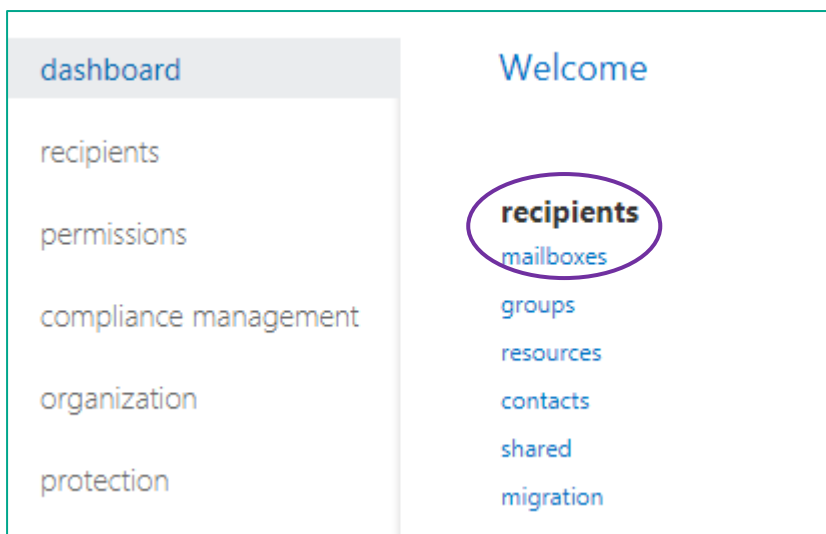 dashboard
recipients
permissions
compliance management
organization
protection
Welcome
recipients
mailboxes
groups
resources
contacts
shared
migration